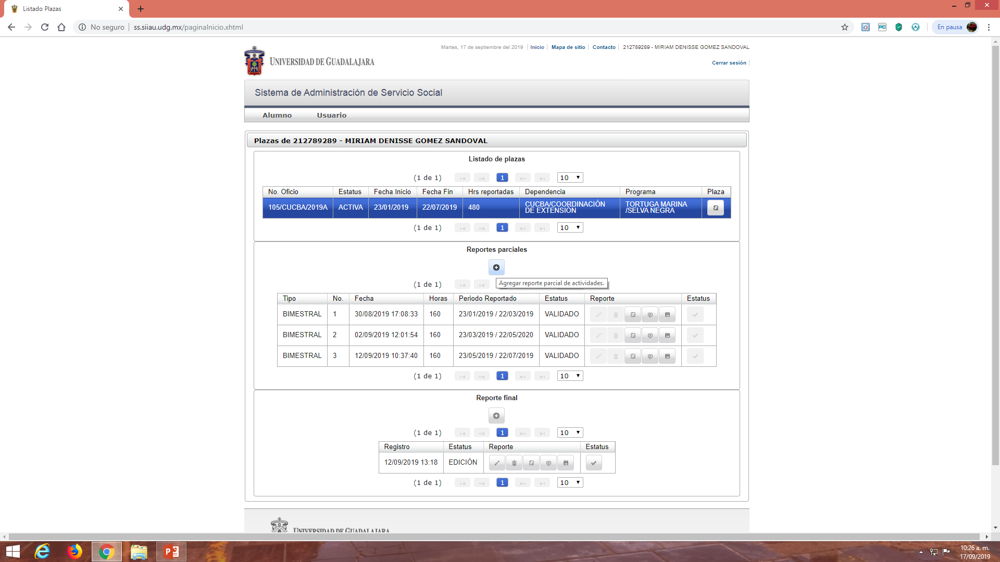 Listado Plazas
No seguro
ss.siiau.udg.mx/paginaInicio.xhtml
En pausa
Martes, 17 de septiembre del 2019
Inicio
Mapa de sitio
Contacto
212789289 - MIRIAM DENISSE GOMEZ SANDOVAL
UNIVERSIDAD DE GUADALAJARA
Cerrar sesión
Sistema de Administración de Servicio Social
Alumno Usuario
Plazas de 212789289 - MIRIAM DENISSE GOMEZ SANDOVAL
Listado de plazas
(1 de 1) 1 10
No. Oficio Estatus Fecha Inicio Fecha Fin Hrs reportadas Dependencia Programa Plaza
105/CUCBA/2019A ACTIVA 23/01/2019 22/07/2019 480 CUCBA/COORDINACIÓN DE EXTENSIÓN TORTUGA MARINA /SELVA NEGRA
(1 de 1) 1 10
Reportes parciales
(1 de 1)
Agregar reporte parcial de actividades.
Tipo No. Fecha Horas Periodo Reportado Estatus Reporte Estatus
BIMESTRAL 1 30/08/2019 17:08:33 160 23/01/2019 / 22/03/2019 VALIDADO
BIMESTRAL 2 02/09/2019 12:01:54 160 23/03/2019 / 22/05/2020 VALIDADO
BIMESTRAL 3 12/09/2019 10:37:40 160 23/05/2019 / 22/07/2019 VALIDADO
(1 de 1) 1 10
Reporte final
(1 de 1) 1 10
Registro Estatus Reporte Estatus
12/09/2019 13:18 EDICIÓN
(1 de 1) 1 10
UNIVERSIDAD DE GUADALAJARA
10:26 a. m.
17/09/2019